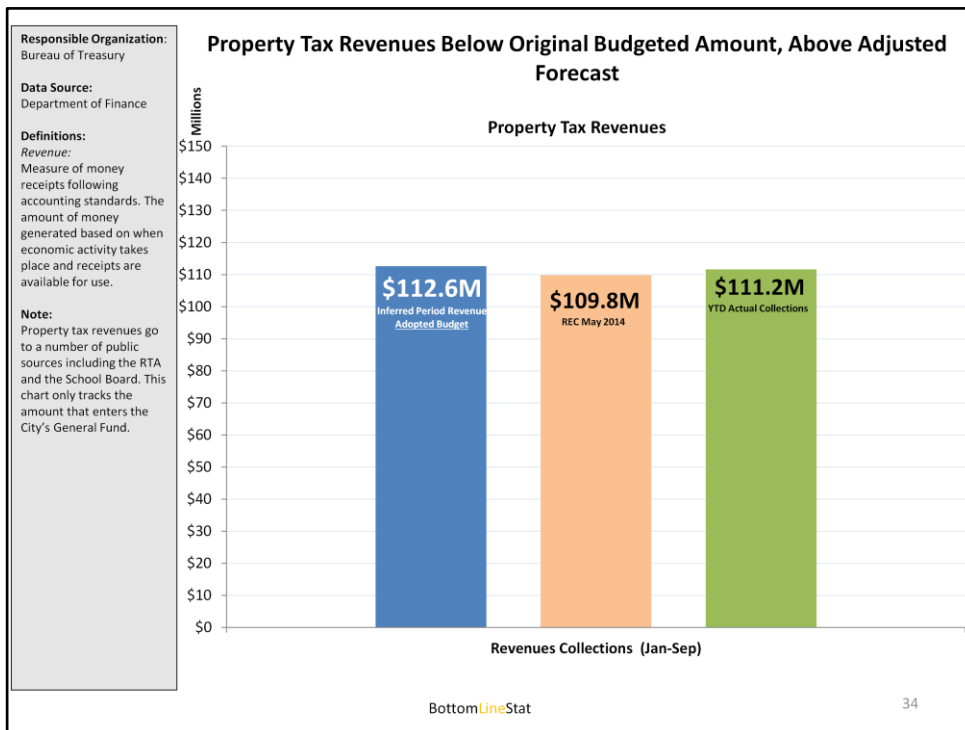 Responsible Organization:
Bureau of Treasury
Data Source:
Department of Finance
Definitions:
Revenue:
Measure of money
receipts following
accounting standards. The
amount of money
generated based on when
economic activity takes
place and receipts are
available for use.
Note:
Property tax revenues go
to a number of public
sources including the RTA
and the School Board. This
chart only tracks the
amount that enters the
City's General Fund.
Property Tax Revenues Below Original Budgeted Amount, Above Adjusted
Forecast
Millions
Property Tax Revenues
$150
$140
$130
$120
$110
$100
$90
$80
$70
$60
$50
$40
$30
$20
$10
$0
$112.6M
Inferred Period Revenue
Adopted Budget
$109.8M
REC May 2014
$111.2M
YTD Actual Collections
Revenues Collections (Jan-Sep)
BottomLineStat
34